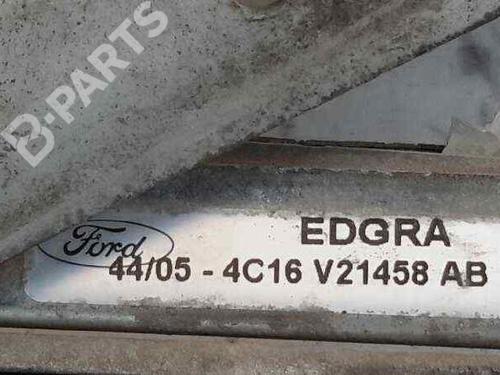 B-PARTS
Ford
EDGRA
44/05 - 4C16 V21458 AB